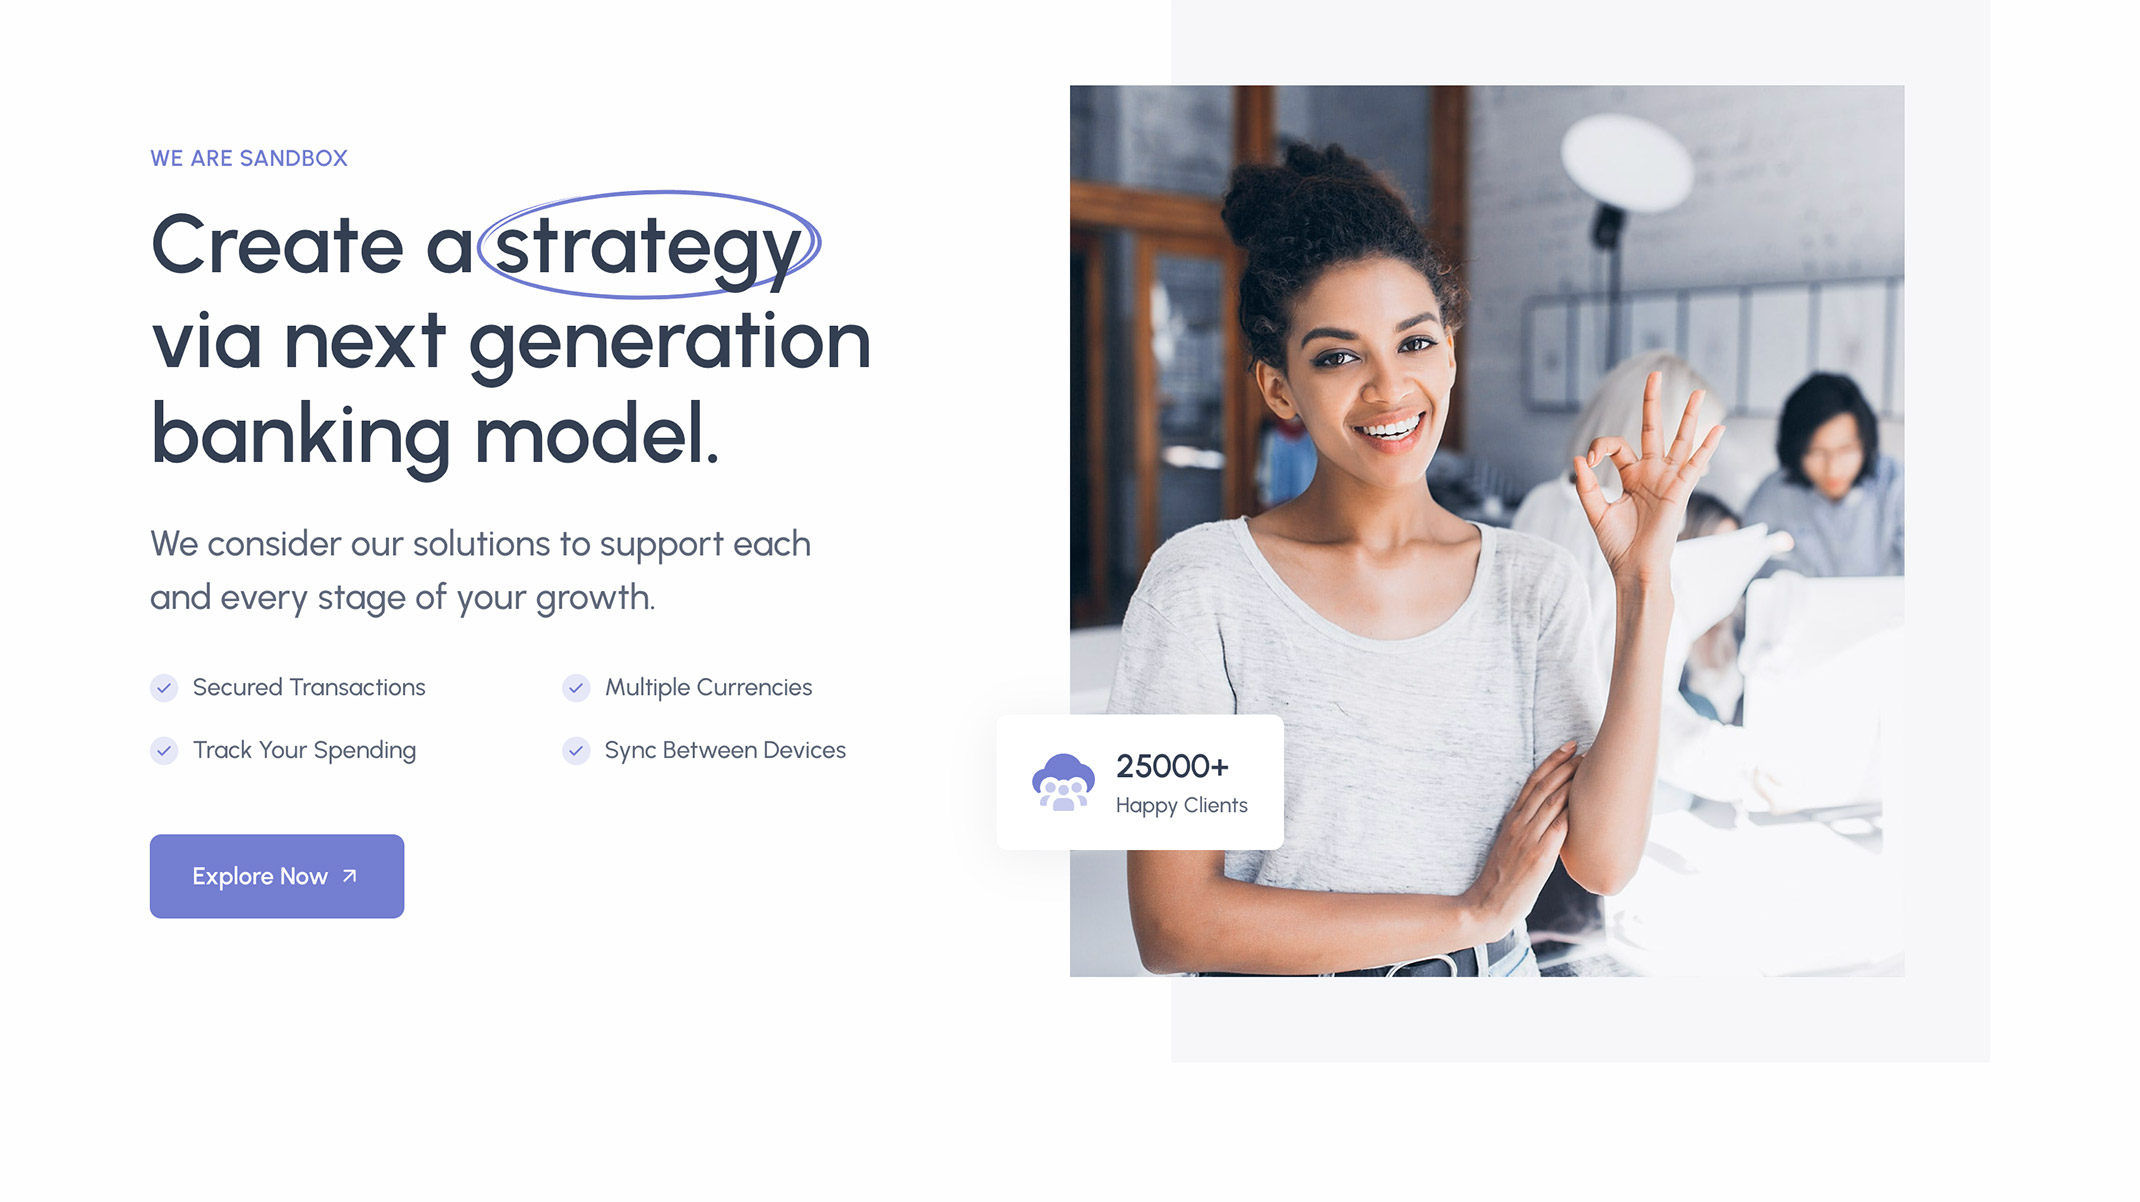 WE ARE SANDBOX
Create a strategy
via next generation
banking model.
We consider our solutions to support each
and every stage of your growth.
Secured Transactions
Multiple Currencies
Track Your Spending
Sync Between Devices
Explore Now
25000+
Happy Clients